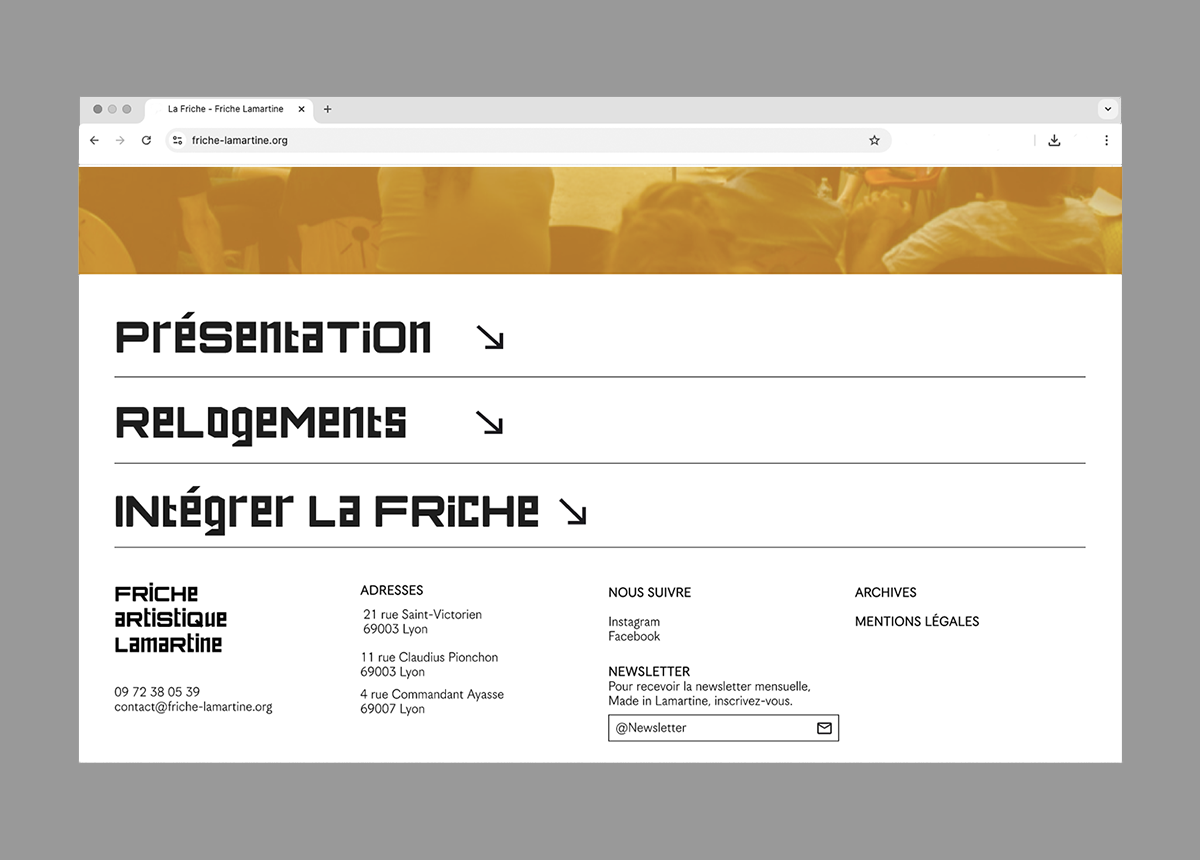 La Friche - Friche Lamartine
friche-lamartine.org
Présentation
Relogements
Intégrer la Friche
Friche
artistique
Lamartine
09 72 38 05 39
contact@friche-lamartine.org
ADRESSES
21 rue Saint-Victorien
69003 Lyon
11 rue Claudius Pionchon
69003 Lyon
4 rue Commandant Ayasse
69007 Lyon
NOUS SUIVRE
Instagram
Facebook
NEWSLETTER
Pour recevoir la newsletter mensuelle,
Made in Lamartine, inscrivez-vous.
@Newsletter
ARCHIVES
MENTIONS LÉGALES